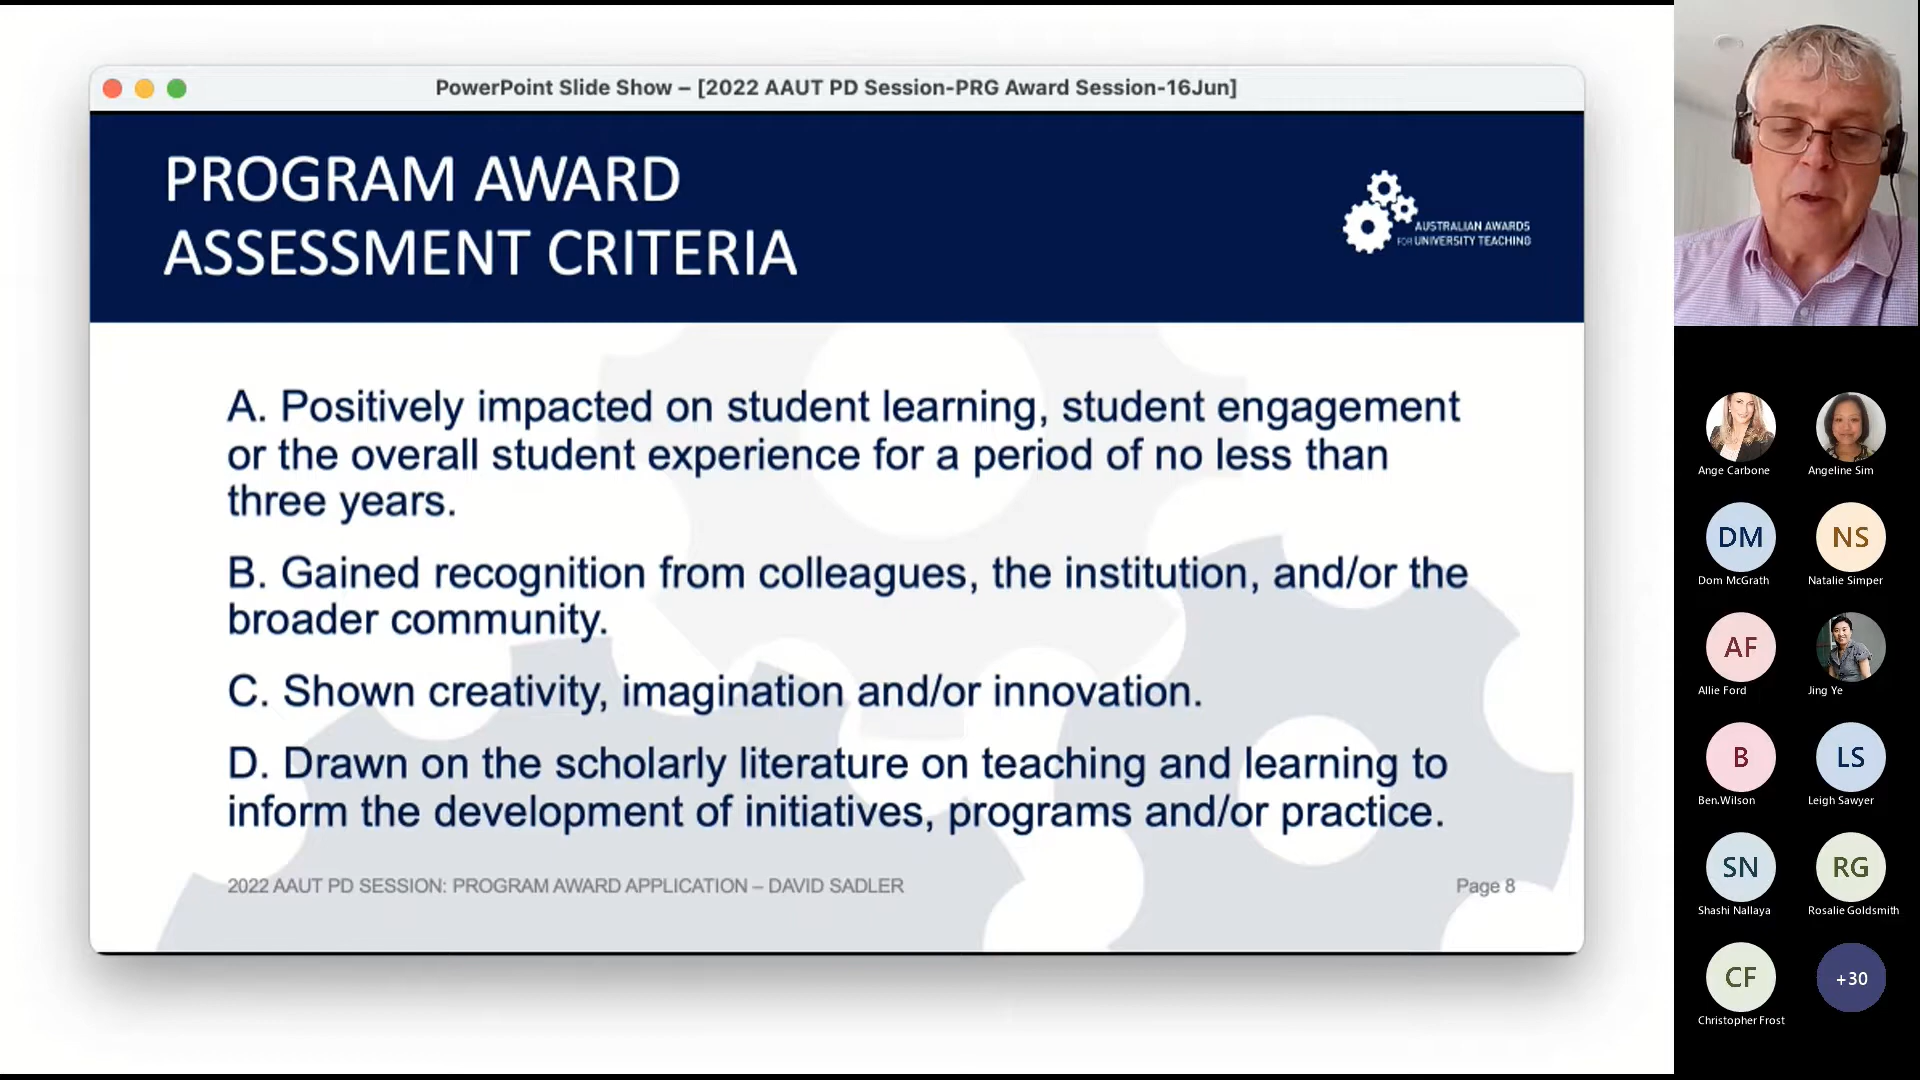 PowerPoint Slide Show – [2022 AAUT PD Session-PRG Award Session-16Jun]
PROGRAM AWARD
ASSESSMENT CRITERIA
AUSTRALIAN AWARDS
FOR UNIVERSITY TEACHING
A. Positively impacted on student learning, student engagement
or the overall student experience for a period of no less than
three years.
B. Gained recognition from colleagues, the institution, and/or the
broader community.
C. Shown creativity, imagination and/or innovation.
D. Drawn on the scholarly literature on teaching and learning to
inform the development of initiatives, programs and/or practice.
2022 AAUT PD SESSION: PROGRAM AWARD APPLICATION – DAVID SADLER
Page 8
Ange Carbone
Angeline Sim
DM
NS
Dom McGrath
Natalie Simper
AF
Allie Ford
Jing Ye
B
LS
Ben.Wilson
Leigh Sawyer
SN
RG
Shashi Nallaya
Rosalie Goldsmith
CF
+30
Christopher Frost